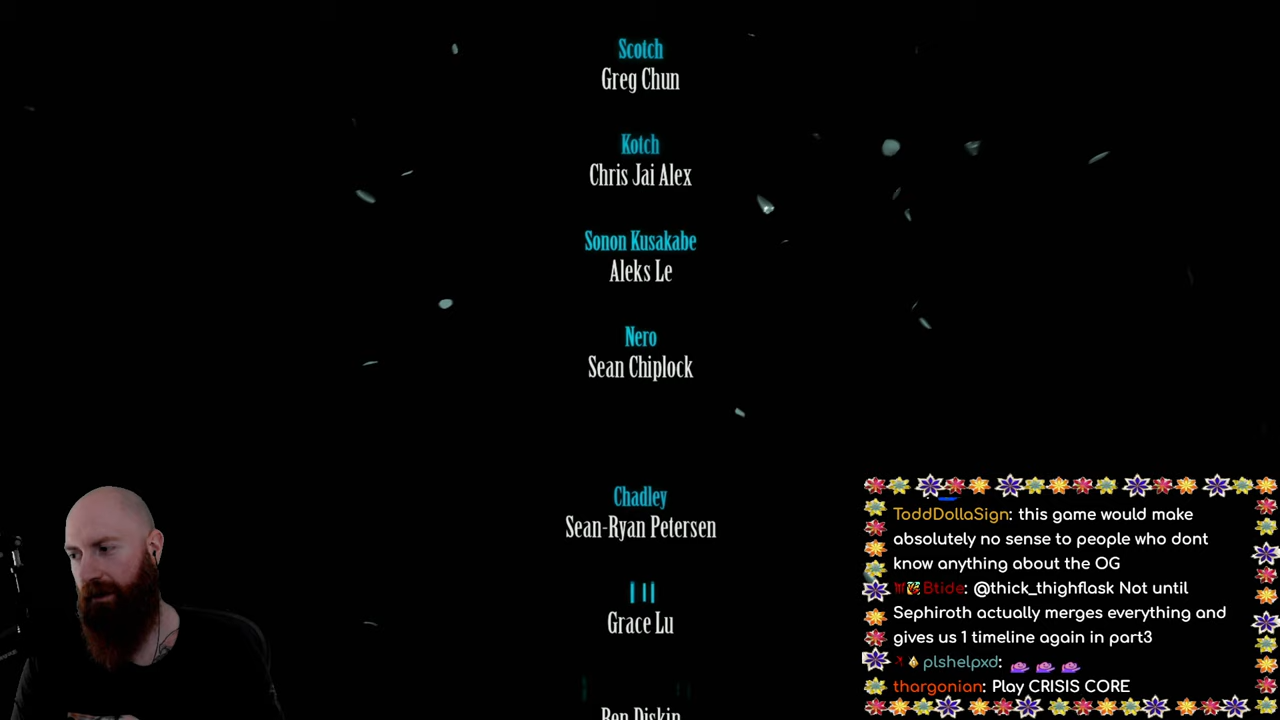 Scotch
Greg Chun
Kotch
Chris Jai Alex
Sonon Kusakabe
Aleks Le
Nero
Sean Chiplock
Chadley
Sean-Ryan Petersen
Grace Lu
Ben Diskin
ToddDollaSign: this game would make
absolutely no sense to people who dont
know anything about the OG
Btide: @thick_thighflask Not until
Sephiroth actually merges everything and
gives us 1 timeline again in part3
plshelpxd:
thargonian: Play CRISIS CORE